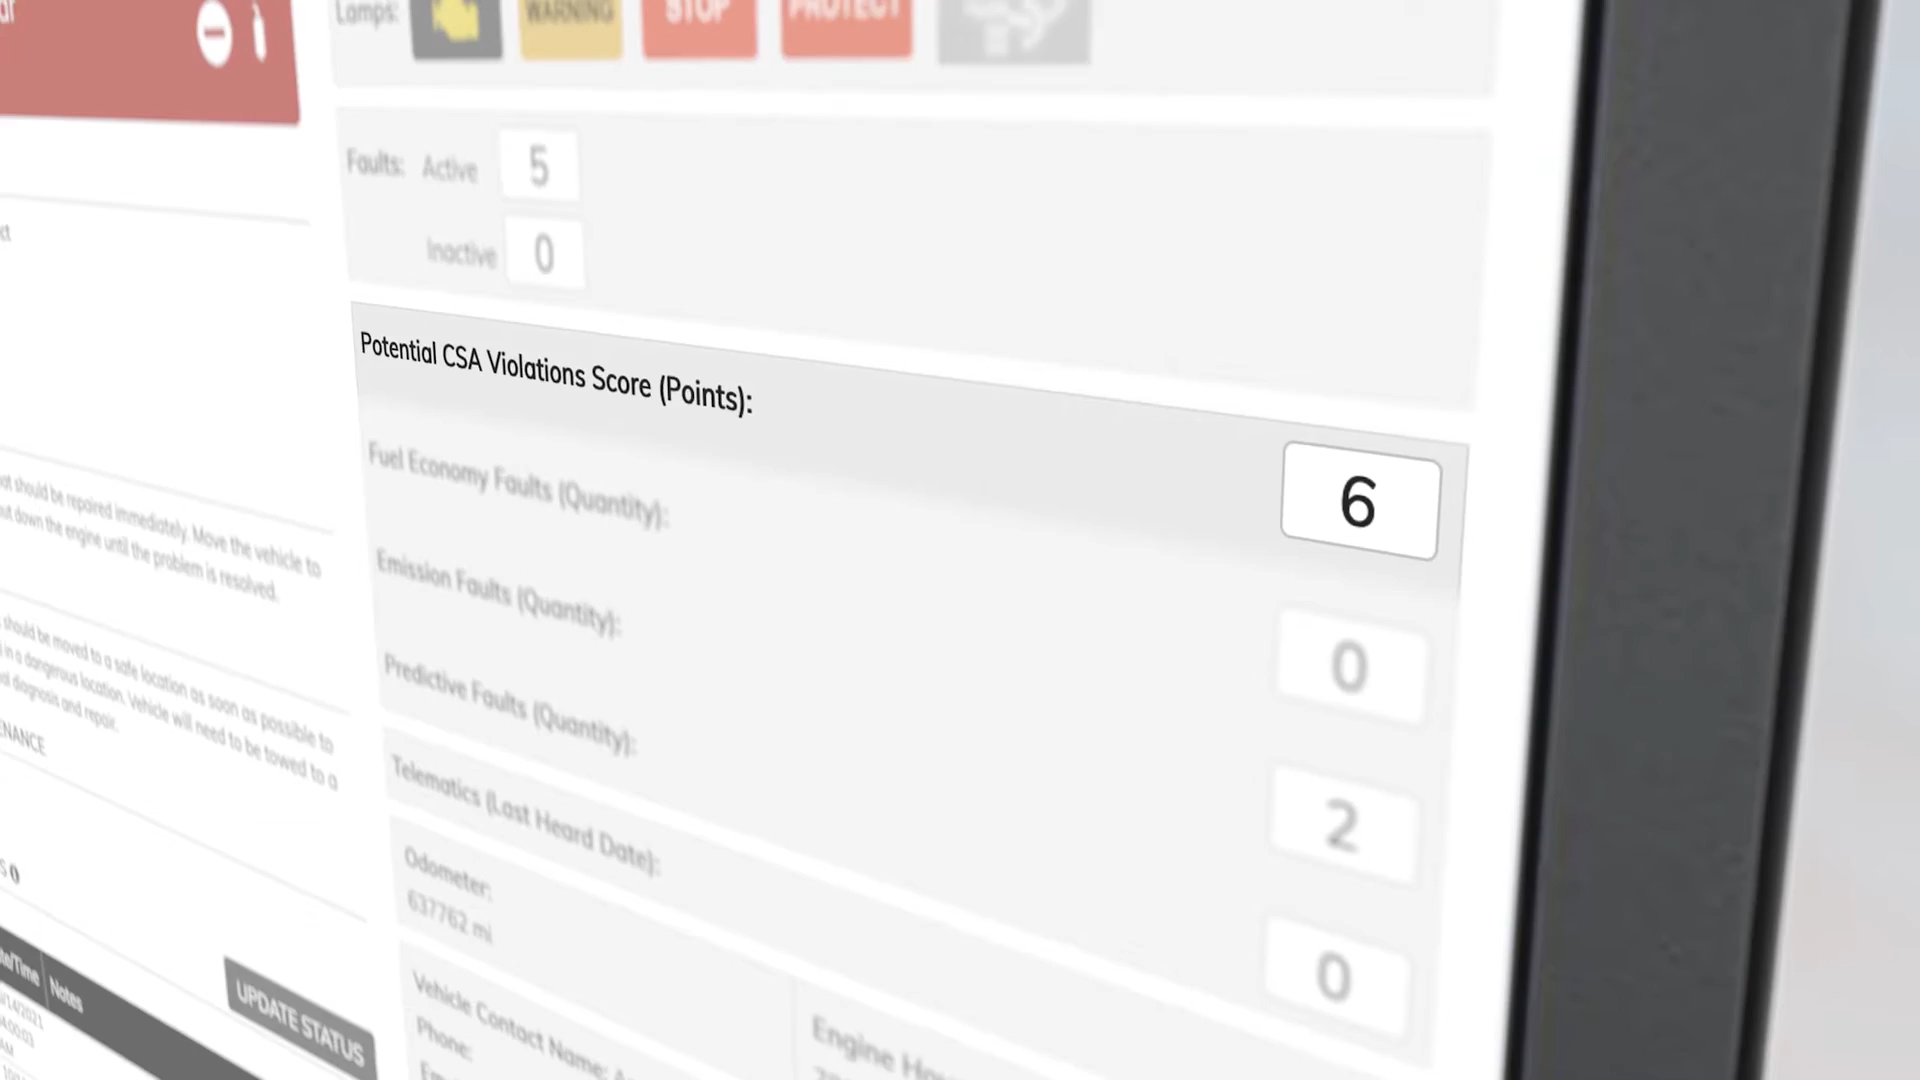 Lamps:
WARNING
STOP
PROTECT
Faults: Active 5
Inactive 0
Potential CSA Violations Score (Points): 6
Fuel Economy Faults (Quantity): 0
Emission Faults (Quantity): 2
Predictive Faults (Quantity): 0
Telematics (Last Heard Date):
Odometer:
637762 mi
Vehicle Contact Name:
Phone:
Engine
should be repaired immediately. Move the vehicle to
down the engine until the problem is resolved.
should be moved to a safe location as soon as possible to
in a dangerous location. Vehicle will need to be towed to a
diagnosis and repair.
0
UPDATE STATUS
Notes